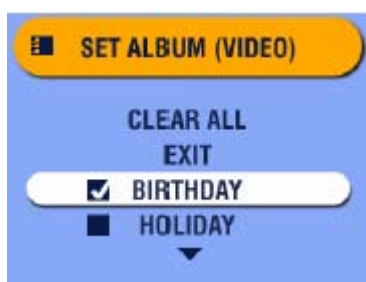 SET ALBUM (VIDEO)
CLEAR ALL
EXIT
BIRTHDAY
HOLIDAY